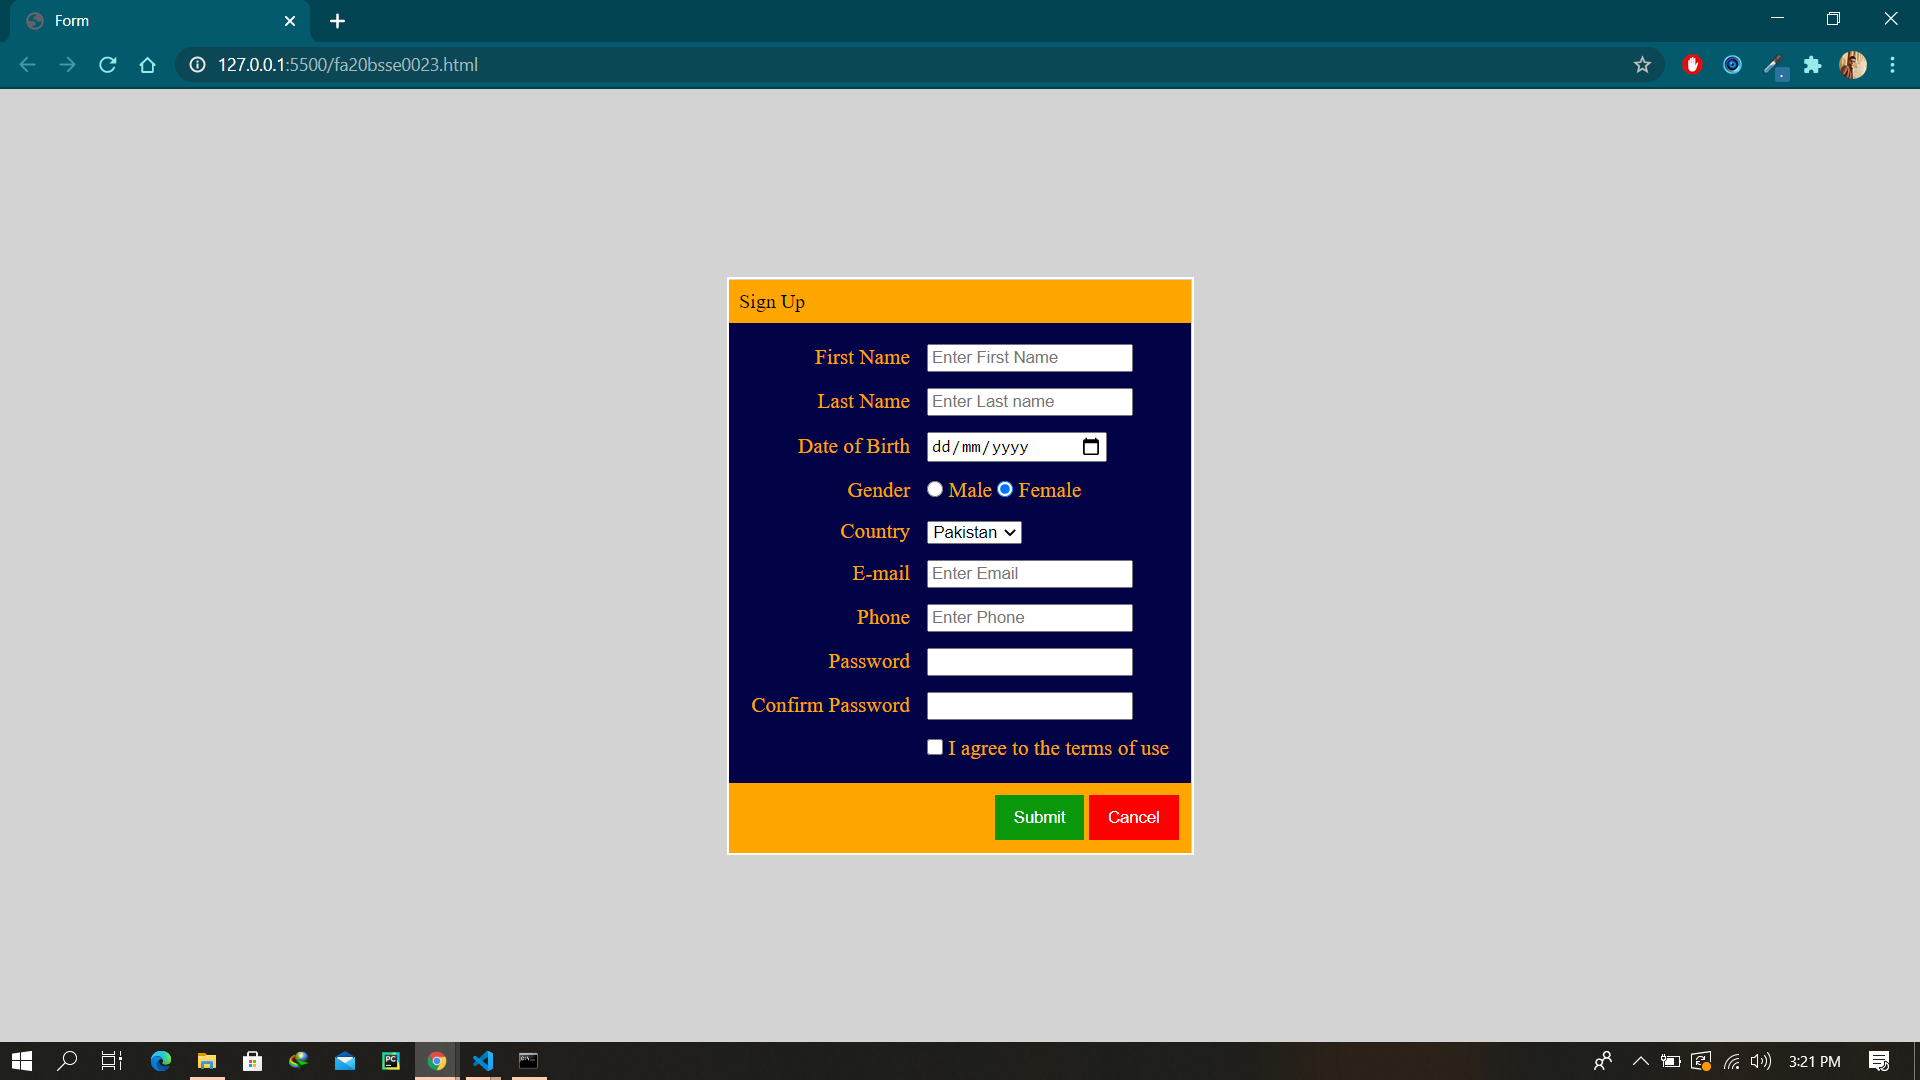 Form
127.0.0.1:5500/fa20bsse0023.html
Sign Up
First Name Enter First Name
Last Name Enter Last name
Date of Birth dd/mm/yyyy
Gender Male Female
Country Pakistan
E-mail Enter Email
Phone Enter Phone
Password
Confirm Password
I agree to the terms of use
Submit Cancel
PC
3:21 PM